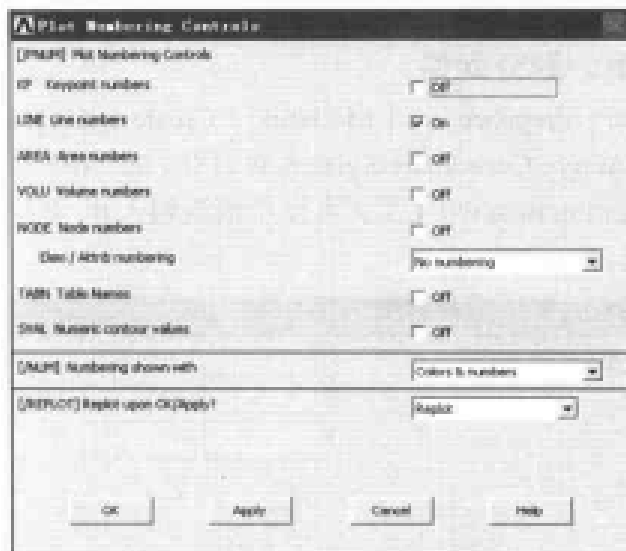 Plot Numbering Controls
[/PNUM] Plot Numbering Controls
KP Keypoint numbers
Off
LINE Line numbers
On
AREA Area numbers
Off
VOLU Volume numbers
Off
NODE Node numbers
Off
Elem / Attrib numbering
No numbering
TABN Table Names
Off
SVAL Numeric contour values
Off
[/NUM] Numbering shown with
Colors & numbers
[/REPLOT] Replot upon OK/Apply?
Replot
OK Apply Cancel Help